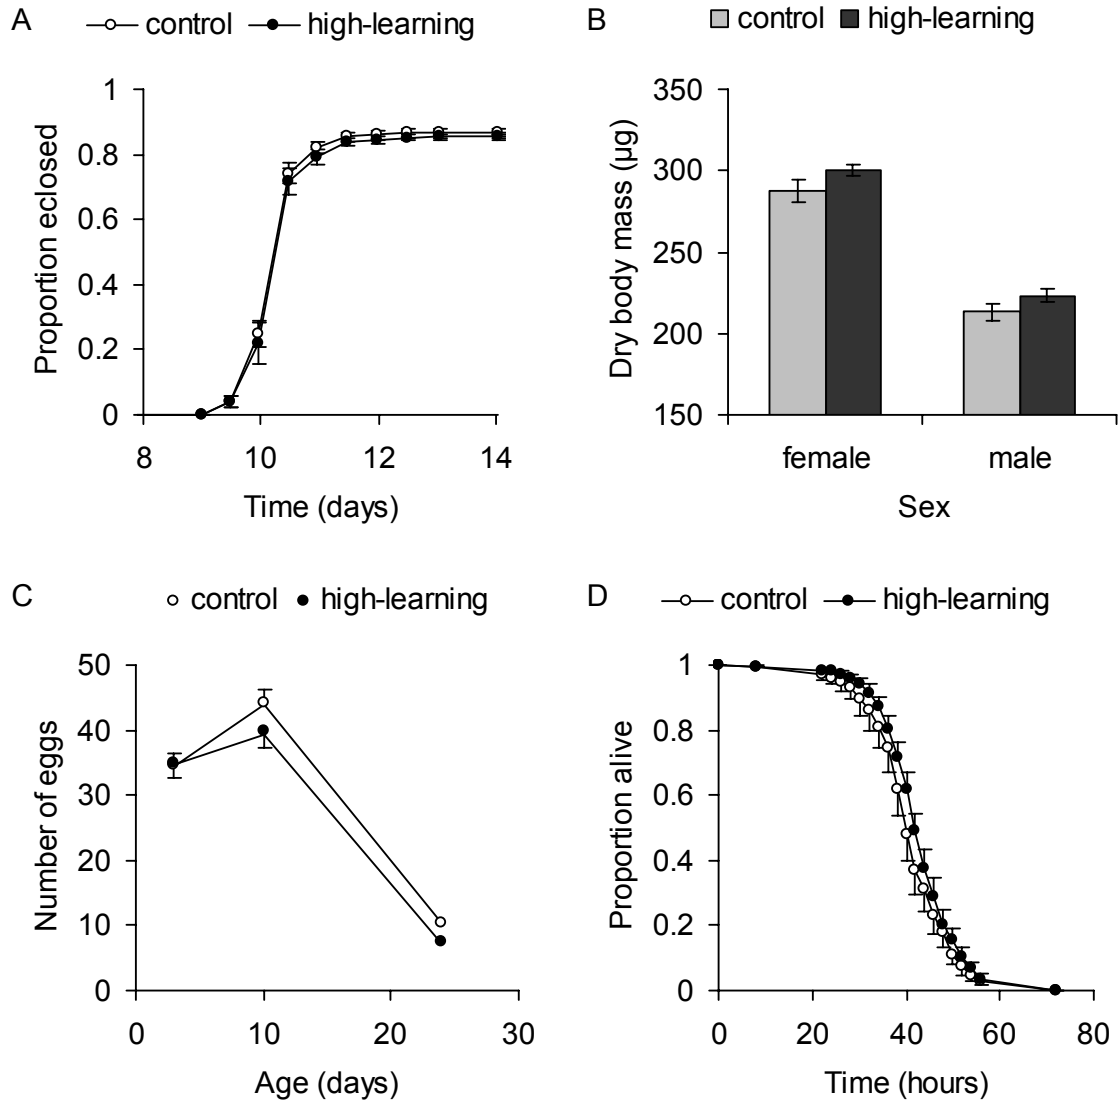 A
control high-learning
Proportion eclosed
1
0.8
0.6
0.4
0.2
0
8 10 12 14
Time (days)
B
control high-learning
Dry body mass (µg)
350
300
250
200
150
female male
Sex
C
control high-learning
Number of eggs
50
40
30
20
10
0
0 10 20 30
Age (days)
D
control high-learning
Proportion alive
1
0.8
0.6
0.4
0.2
0
0 20 40 60 80
Time (hours)